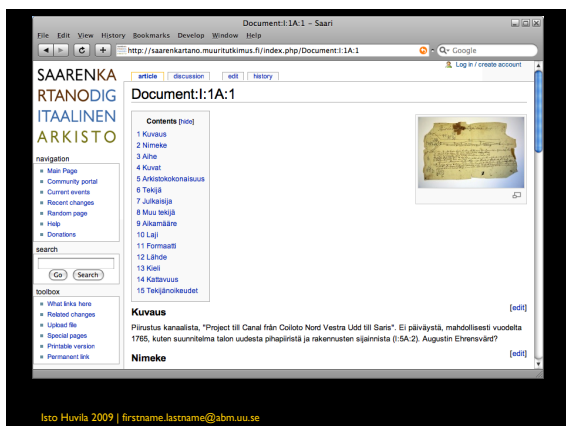 Document:I:1A:1 - Saari
File Edit View History Bookmarks Develop Window Help
http://saarenkartano.muuritutkimus.fi/index.php/Document:I:1A:1
Google
Log in / create account
SAARENKA
RTANODIG
ITAALINEN
ARKISTO
article discussion edit history
Document:I:1A:1
Contents [hide]
1 Kuvaus
2 Nimeke
3 Aihe
4 Kuvat
5 Arkistokokonaisuus
6 Tekijä
7 Julkaisija
8 Muu tekijä
9 Aikamääre
10 Laji
11 Formaatti
12 Lähde
13 Kieli
14 Kattavuus
15 Tekijänoikeudet
navigation
Main Page
Community portal
Current events
Recent changes
Random page
Help
Donations
search
Go Search
toolbox
What links here
Related changes
Upload file
Special pages
Printable version
Permanent link
Kuvaus [edit]
Piirustus kanaalista, "Project till Canal från Coiloto Nord Vestra Udd till Saris". Ei päiväystä, mahdollisesti vuodelta
1765, kuten suunnitelma talon uudesta pihapiiristä ja rakennusten sijainnista (I:5A:2). Augustin Ehrensvärd?
Nimeke [edit]
Isto Huvila 2009 | firstname.lastname@abm.uu.se